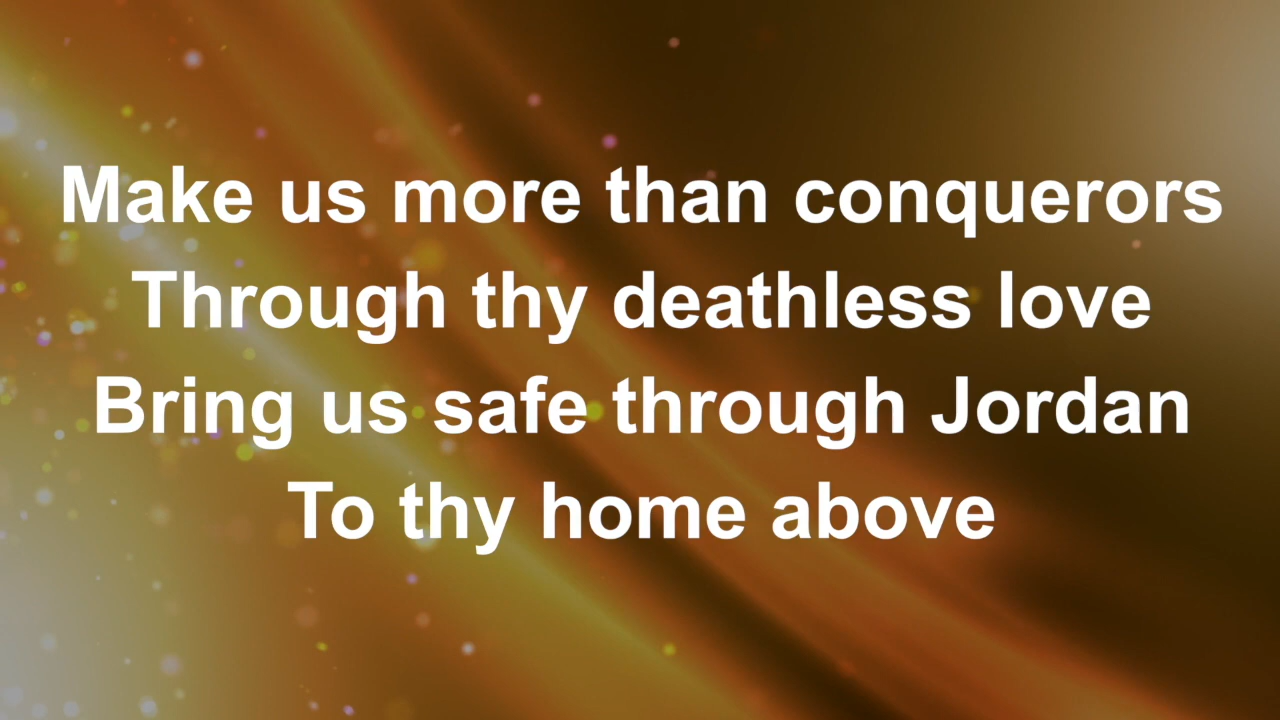 Make us more than conquerors
Through thy deathless love
Bring us safe through Jordan
To thy home above